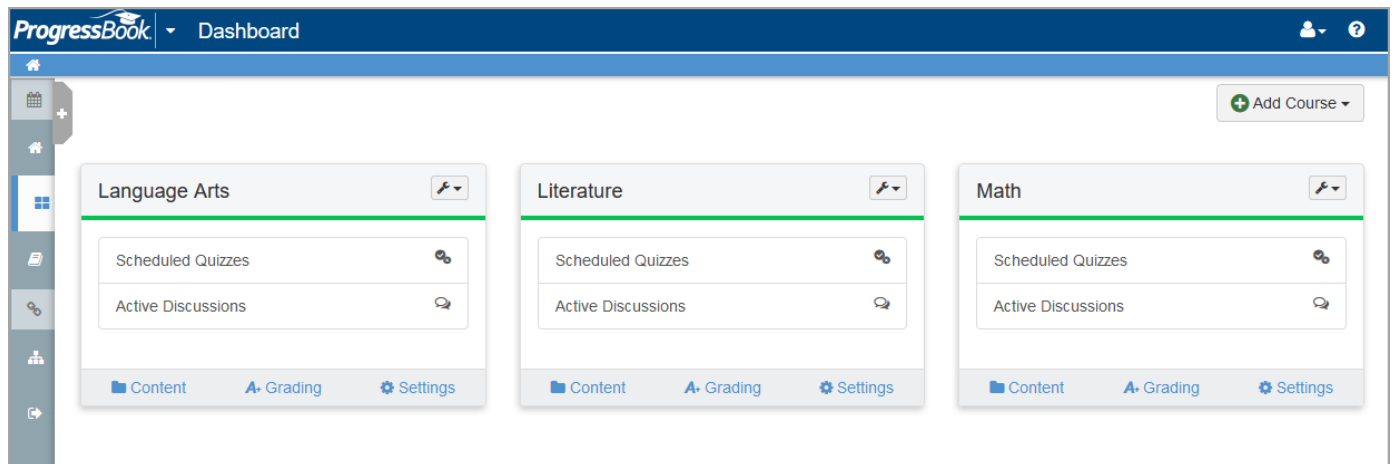 ProgressBook Dashboard
Add Course
Language Arts Literature Math
Scheduled Quizzes Scheduled Quizzes Scheduled Quizzes
Active Discussions Active Discussions Active Discussions
Content A+ Grading Settings Content A+ Grading Settings Content A+ Grading Settings